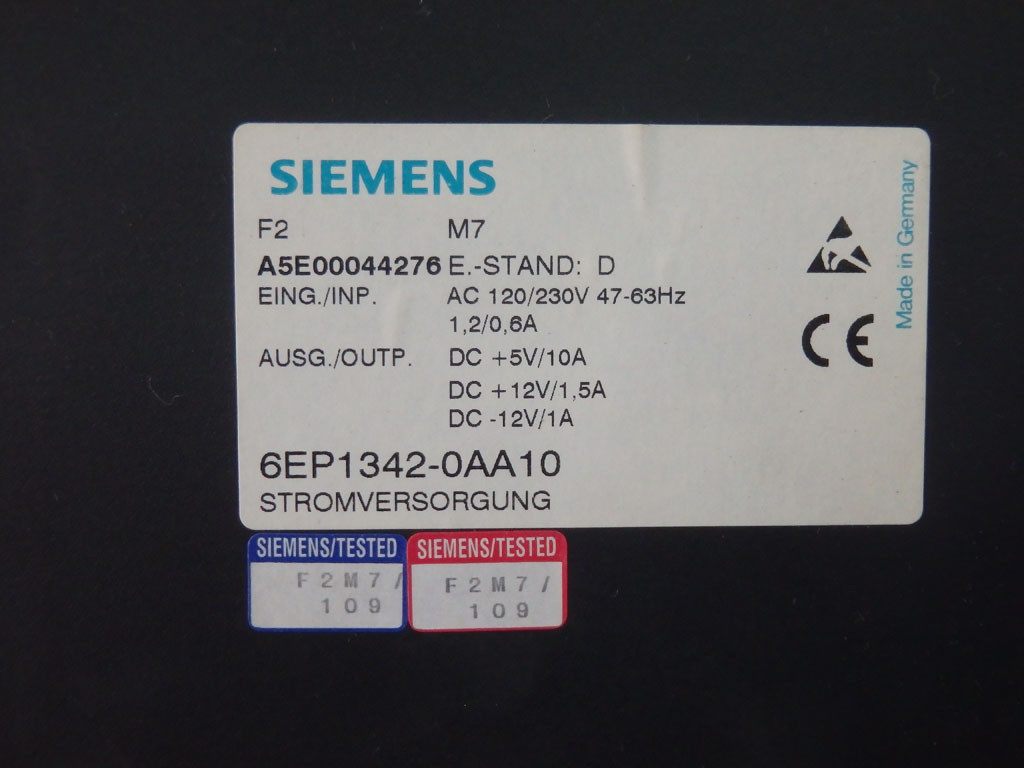 SIEMENS
F2 M7
A5E00044276 E.-STAND: D
EING./INP. AC 120/230V 47-63Hz
1,2/0,6A
AUSG./OUTP. DC +5V/10A
DC +12V/1,5A
DC -12V/1A
6EP1342-0AA10
STROMVERSORGUNG
Made in Germany
CE
SIEMENS/TESTED
F2M7/
109
SIEMENS/TESTED
F2M7/
109